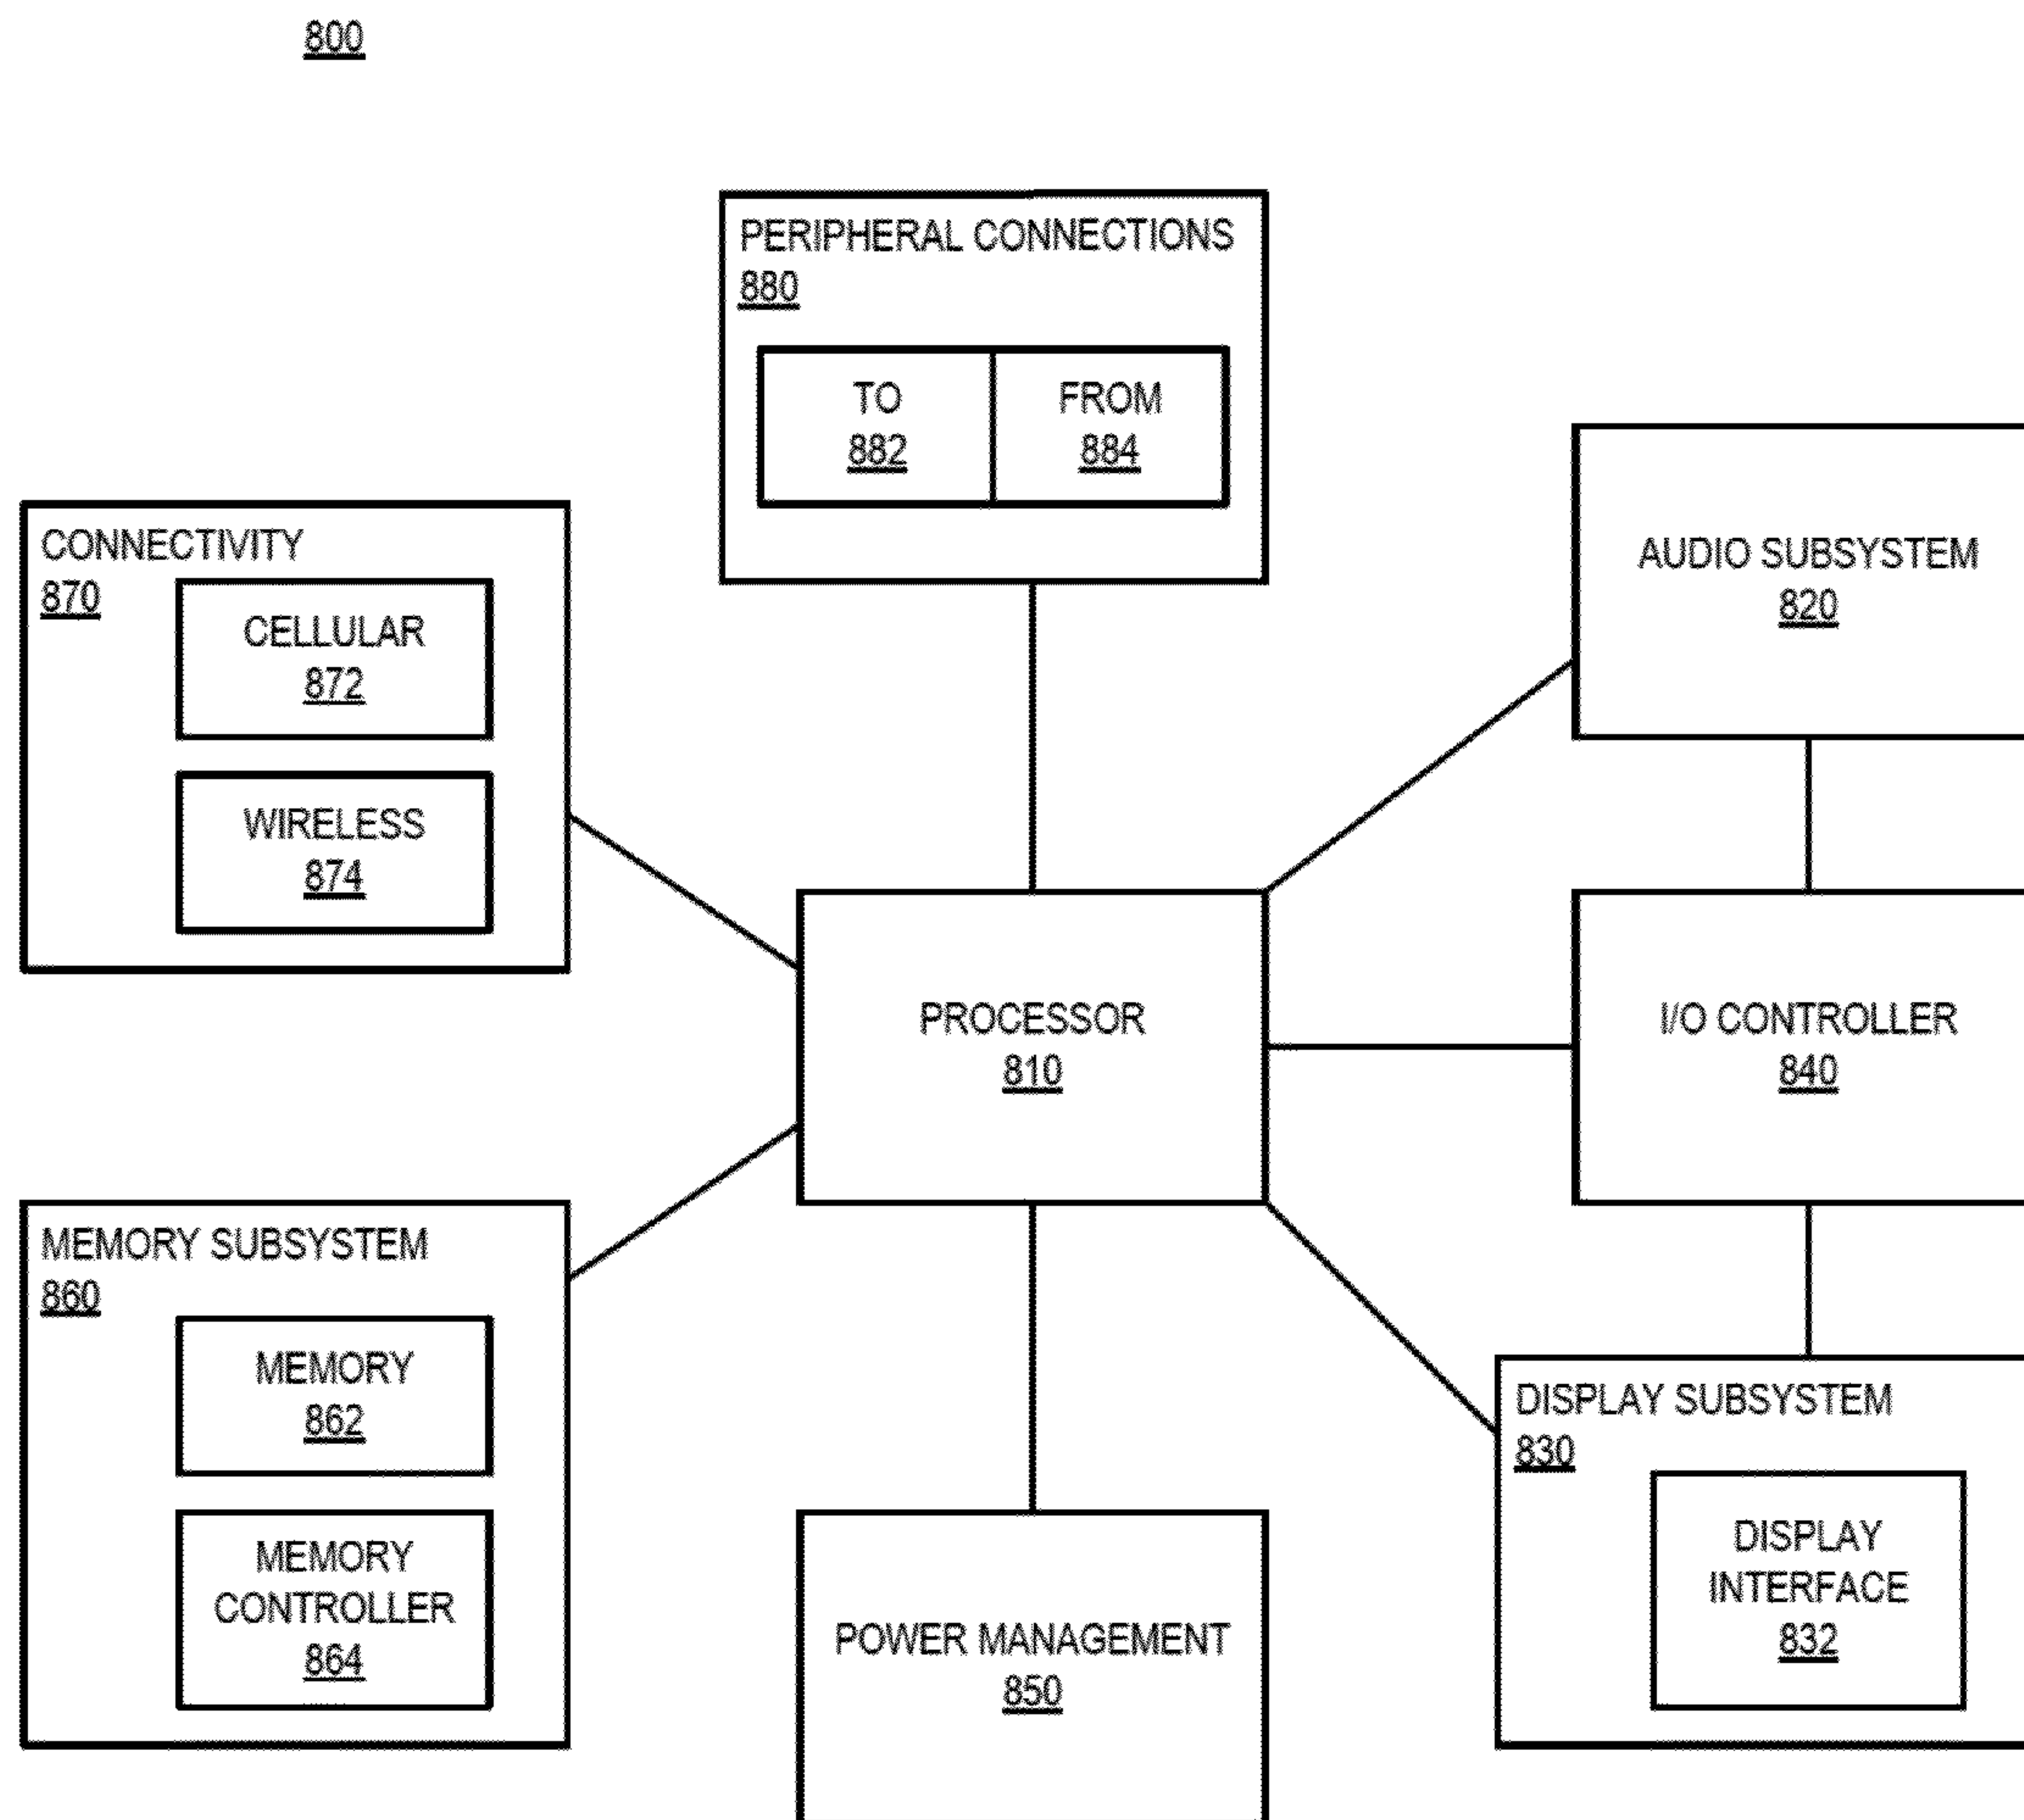 800
PERIPHERAL CONNECTIONS
880
TO
882
FROM
884
CONNECTIVITY
870
CELLULAR
872
WIRELESS
874
AUDIO SUBSYSTEM
820
PROCESSOR
810
I/O CONTROLLER
840
MEMORY SUBSYSTEM
860
MEMORY
862
MEMORY
CONTROLLER
864
POWER MANAGEMENT
850
DISPLAY SUBSYSTEM
830
DISPLAY
INTERFACE
832